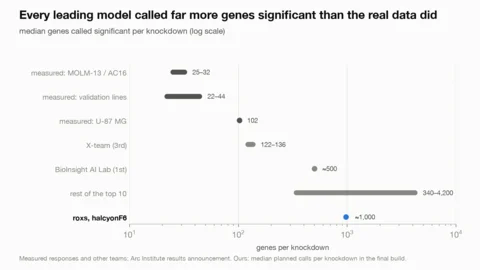 Every leading model called far more genes significant than the real data did
median genes called significant per knockdown (log scale)
measured: MOLM-13 / AC16
25–32
measured: validation lines
22–44
measured: U-87 MG
102
X-team (3rd)
122–136
BioInsight AI Lab (1st)
≈500
rest of the top 10
340–4,200
roxs, halcyonF6
≈1,000
10¹ 10² 10³ 10⁴
genes per knockdown
Measured responses and other teams: Arc Institute results announcement. Ours: median planned calls per knockdown in the final build.